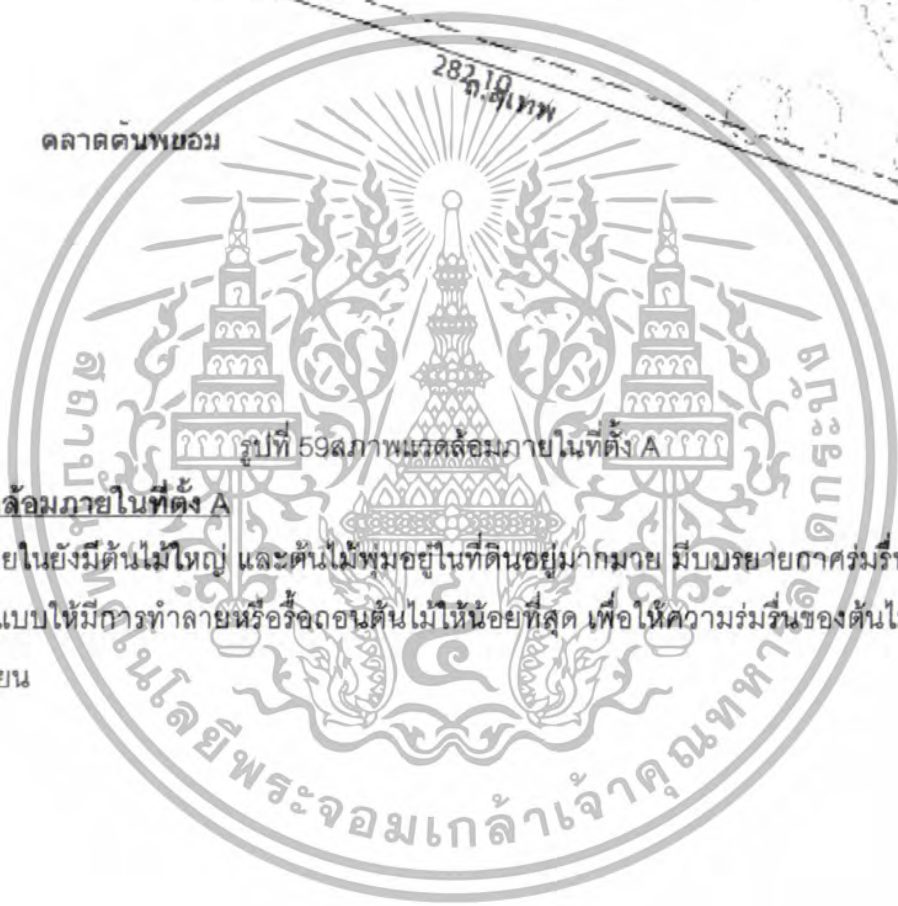 282.10
ถ.สุเทพ
ตลาดต้นพยอม
รูปที่ 59สภาพแวดล้อมภายในที่ตั้ง A
ล้อมภายในที่ตั้ง A
ยในยังมีต้นไม้ใหญ่ และต้นไม้พุ่มอยู่ในที่ดินอยู่มากมาย มีบบรยายกาศร่มรื่น
แบบให้มีการทำลายหรือรื้อถอนต้นไม้ให้น้อยที่สุด เพื่อให้ความร่มรื่นของต้นไ
ยน
สถาบันเทคโนโลยีพระจอมเกล้าเจ้าคุณทหารลาดกระบัง